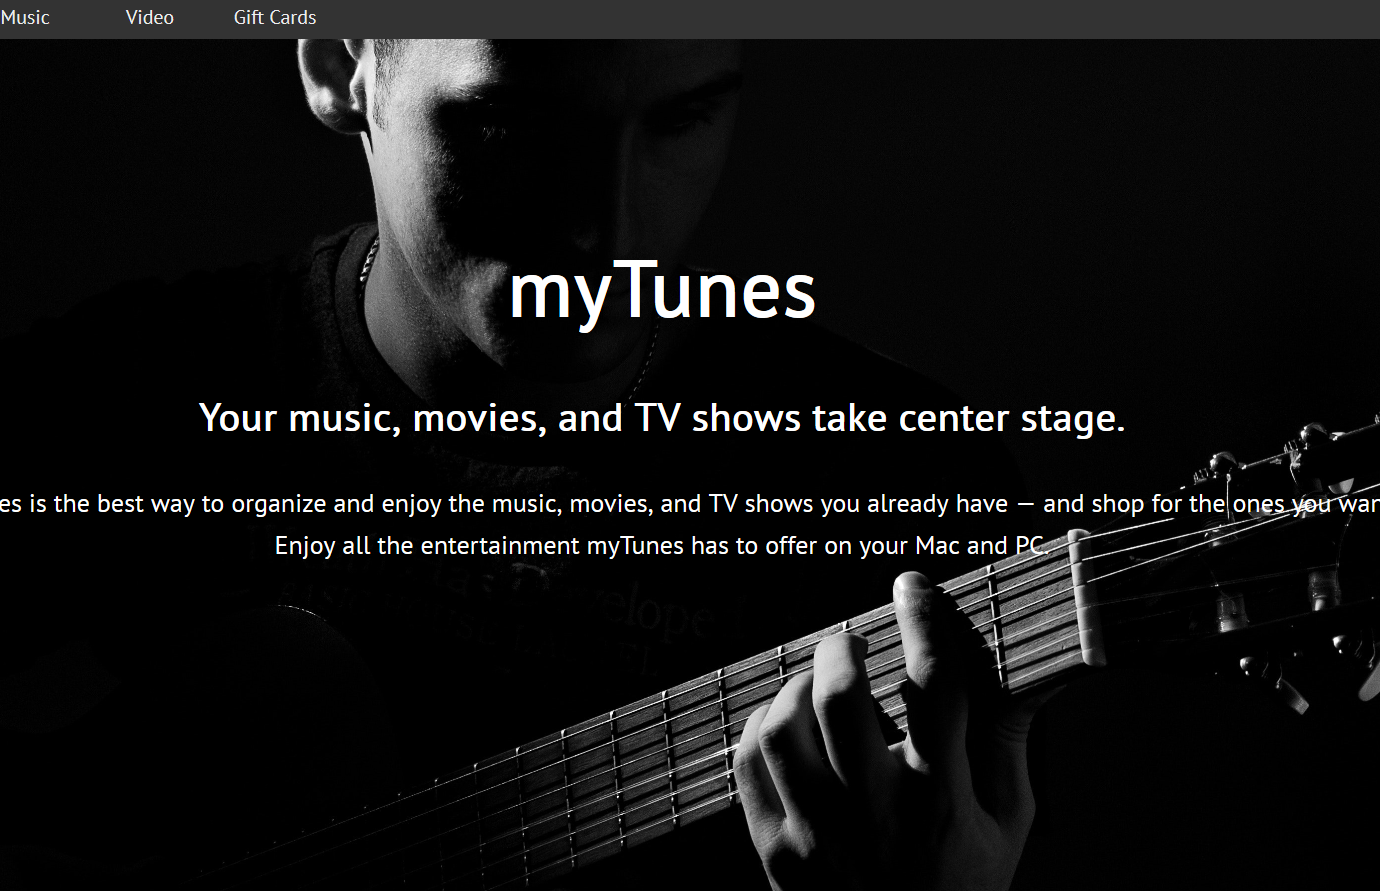 Music Video Gift Cards
myTunes
Your music, movies, and TV shows take center stage.
es is the best way to organize and enjoy the music, movies, and TV shows you already have — and shop for the ones you wan
Enjoy all the entertainment myTunes has to offer on your Mac and PC.